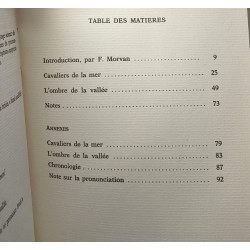 TABLE DES MATIERES
Introduction, par F. Morvan 9
Cavaliers de la mer 25
L'ombre de la vallée 49
Notes 73
ANNEXES
Cavaliers de la mer 79
L'ombre de la vallée 83
Chronologie 87
Note sur la prononciation 92